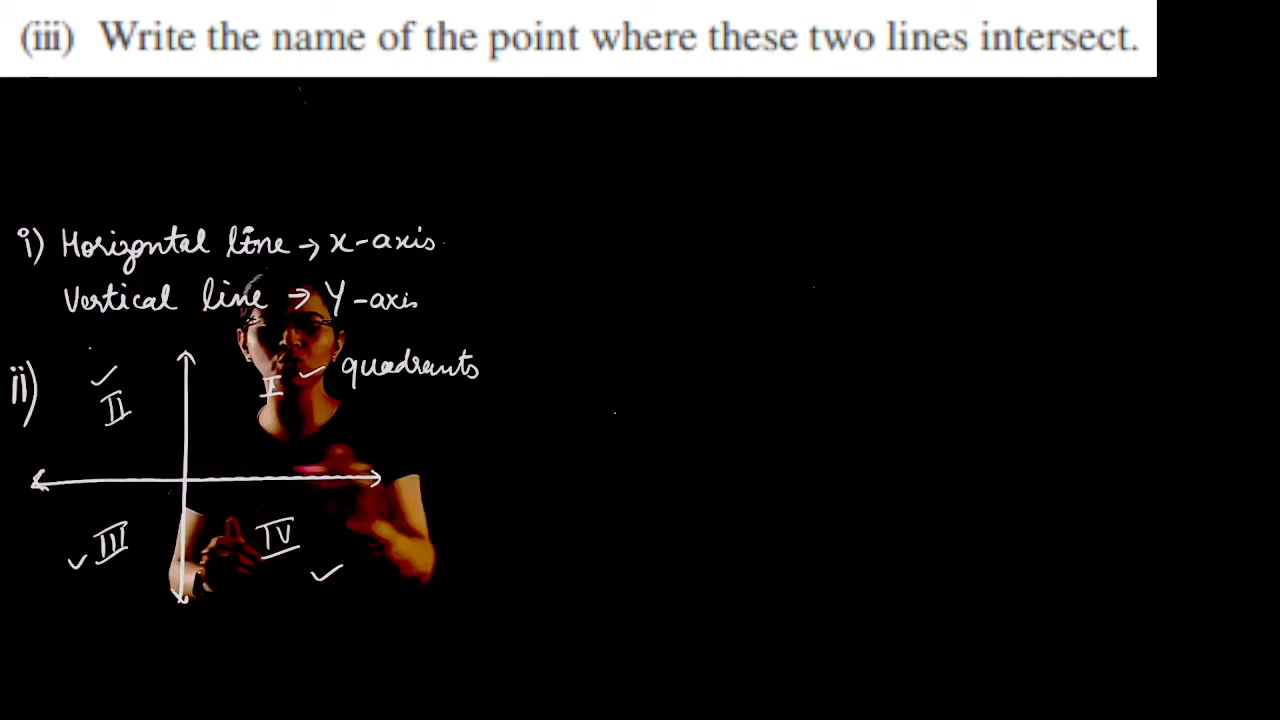 (iii) Write the name of the point where these two lines intersect.
i) Horizontal line → x-axis
Vertical line → Y-axis
ii)
quadrants
II
I
III
IV